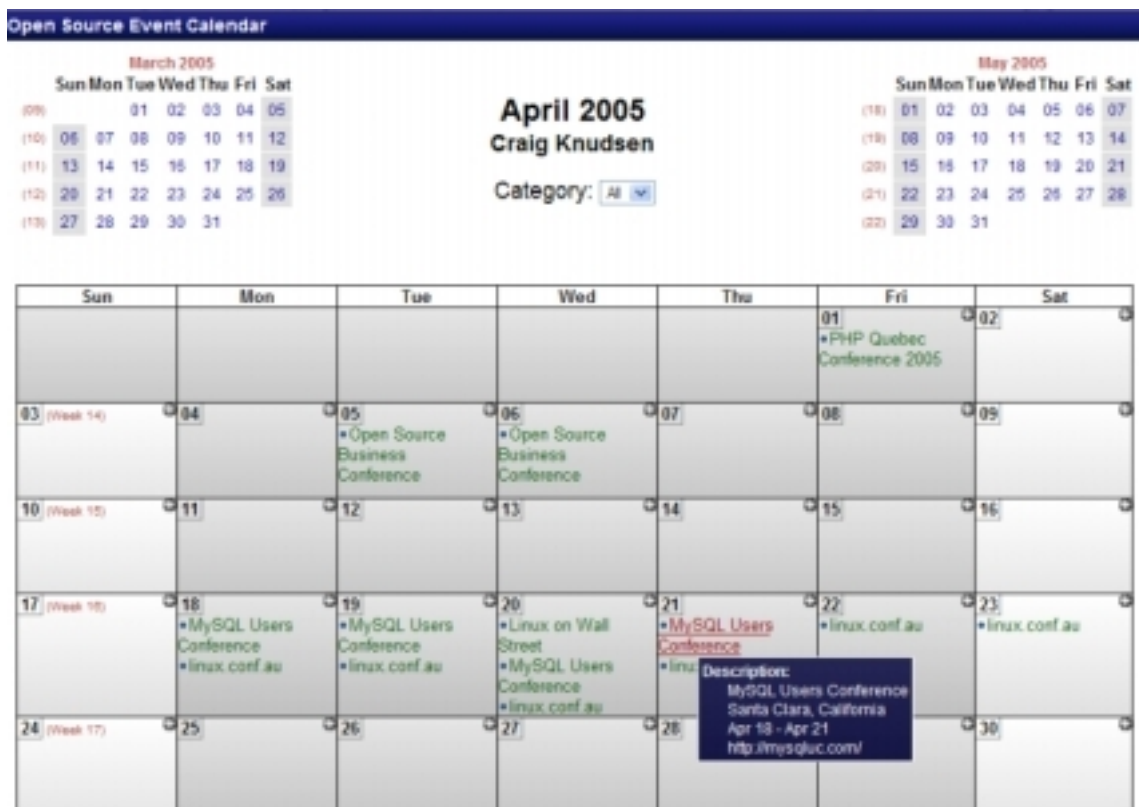 Open Source Event Calendar
March 2005
Sun Mon Tue Wed Thu Fri Sat
(09) 01 02 03 04 05
(10) 06 07 08 09 10 11 12
(11) 13 14 15 16 17 18 19
(12) 20 21 22 23 24 25 26
(13) 27 28 29 30 31
April 2005
Craig Knudsen
Category: All
May 2005
Sun Mon Tue Wed Thu Fri Sat
(18) 01 02 03 04 05 06 07
(19) 08 09 10 11 12 13 14
(20) 15 16 17 18 19 20 21
(21) 22 23 24 25 26 27 28
(22) 29 30 31
Sun Mon Tue Wed Thu Fri Sat
01 02
•PHP Quebec
Conference 2005
03 (Week 14) 04 05 06 07 08 09
•Open Source •Open Source
Business Business
Conference Conference
10 (Week 15) 11 12 13 14 15 16
17 (Week 16) 18 19 20 21 22 23
•MySQL Users •MySQL Users •Linux on Wall •MySQL Users •linux.conf.au •linux.conf.au
Conference Conference Street Conference
•linux.conf.au •linux.conf.au •MySQL Users
Conference
•linux.conf.au
Description:
MySQL Users Conference
Santa Clara, California
Apr 18 - Apr 21
http://mysqluc.com/
24 (Week 17) 25 26 27 28 30